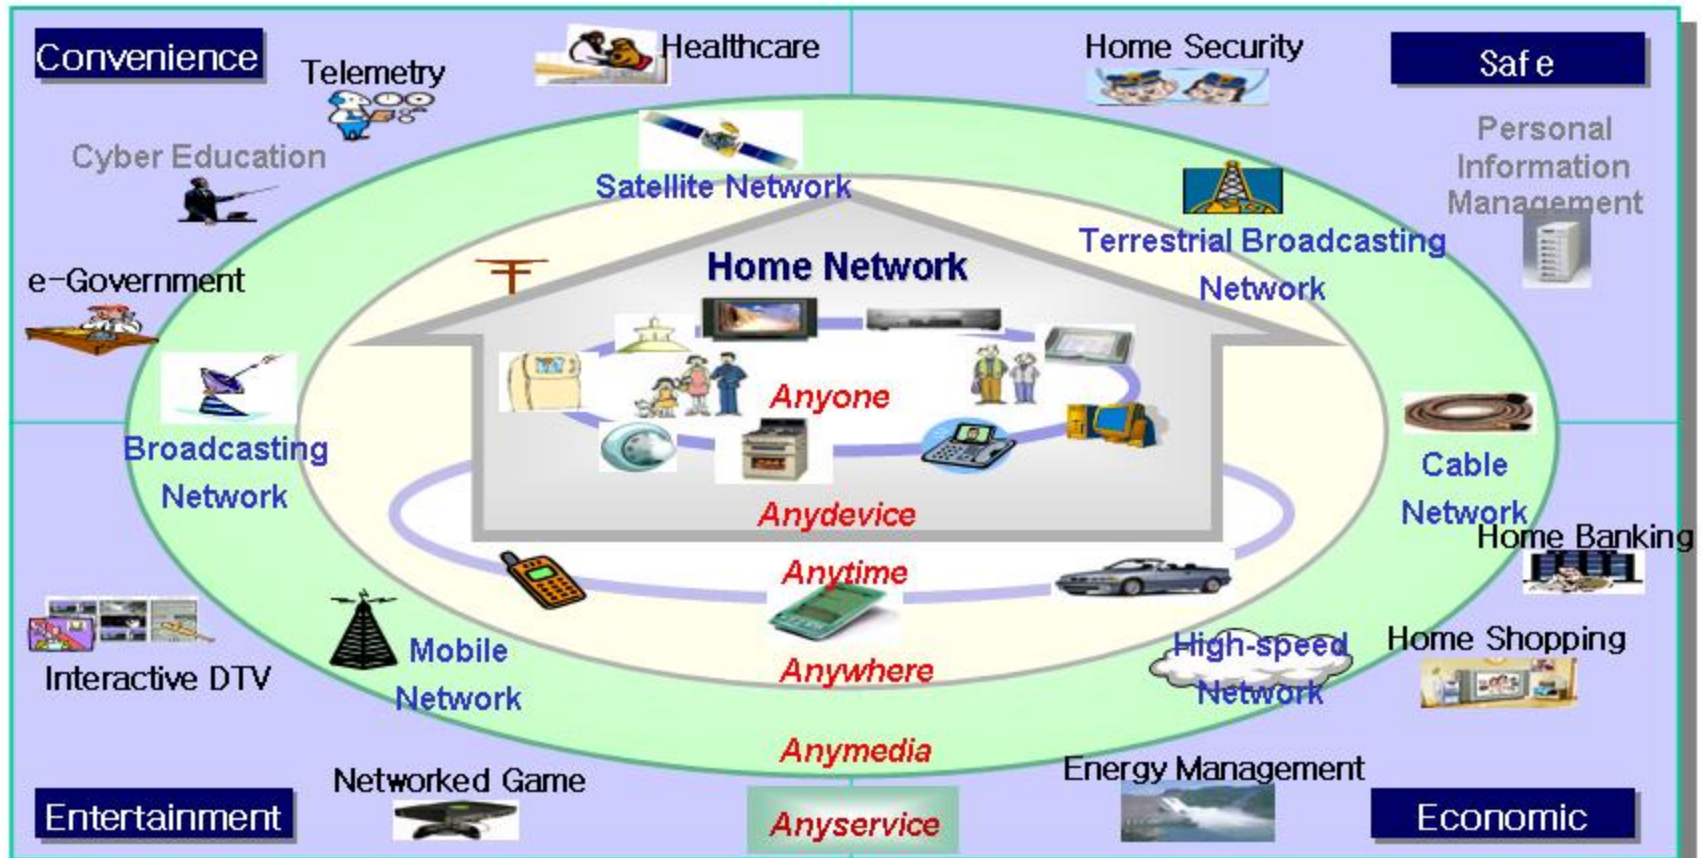 Convenience
Telemetry
Healthcare
Home Security
Safe
Cyber Education
Personal
Information
Management
Satellite Network
Terrestrial Broadcasting
Network
e-Government
Home Network
Anyone
Broadcasting
Network
Cable
Network
Anydevice
Home Banking
Anytime
Mobile
Network
High-speed
Network
Home Shopping
Interactive DTV
Anywhere
Anymedia
Networked Game
Energy Management
Entertainment
Anyservice
Economic